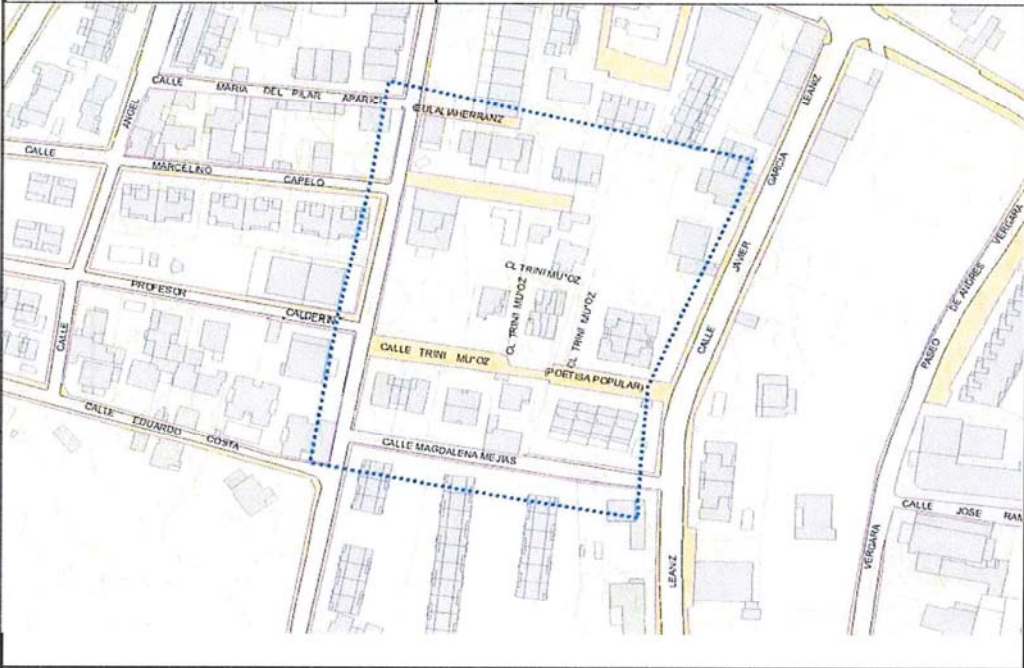 CALLE MARIA DEL PILAR APARICI
EULALIA HERRANZ
ANGEL
CALLE
MARCELINO CAPELO
LEANZ
GARCIA
JAVIER
CALLE
VERGARA
DE ANDRES
PASEO
CL TRINI MU°OZ
CL TRINI MU°OZ
CL TRINI MU°OZ
PROFESOR CALDERIN
CALLE
CALLE TRINI MU°OZ
(POETISA POPULAR)
CALLE EDUARDO COSTA
CALLE MAGDALENA MEJIAS
LEANIZ
VERGARA
CALLE JOSE RAM